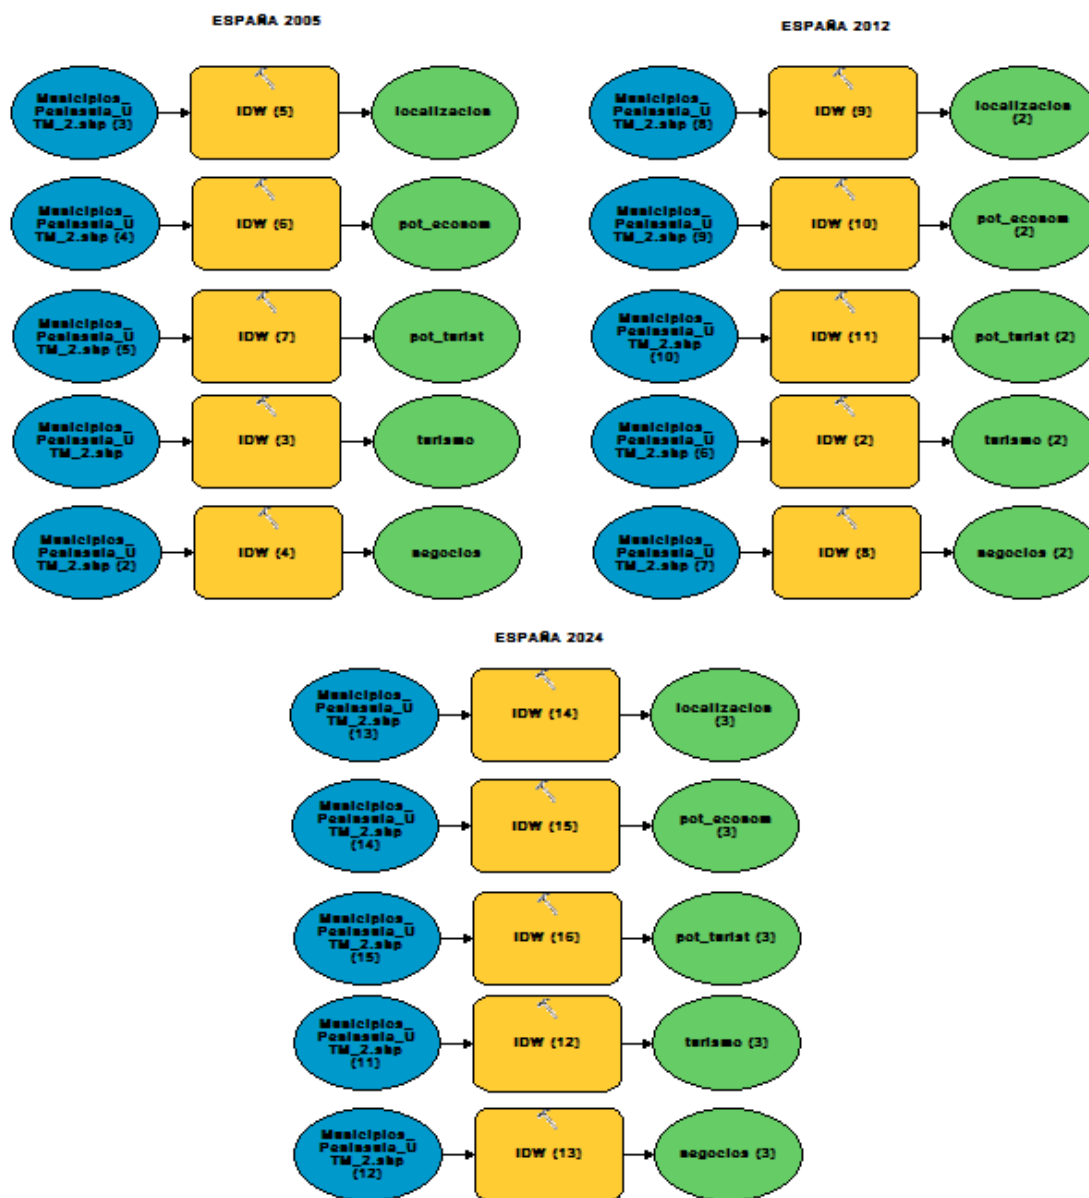 ESPAÑA 2005
Municipios_
Peninsula_U
TM_2.shp (3)
IDW (5)
localizacion
Municipios_
Peninsula_U
TM_2.shp (4)
IDW (6)
pot_econom
Municipios_
Peninsula_U
TM_2.shp (5)
IDW (7)
pot_turist
Municipios_
Peninsula_U
TM_2.shp
IDW (3)
turismo
Municipios_
Peninsula_U
TM_2.shp (2)
IDW (4)
negocios
ESPAÑA 2012
Municipios_
Peninsula_U
TM_2.shp (8)
IDW (9)
localizacion
(2)
Municipios_
Peninsula_U
TM_2.shp (9)
IDW (10)
pot_econom
(2)
Municipios_
Peninsula_U
TM_2.shp
(10)
IDW (11)
pot_turist (2)
Municipios_
Peninsula_U
TM_2.shp (6)
IDW (2)
turismo (2)
Municipios_
Peninsula_U
TM_2.shp (7)
IDW (8)
negocios (2)
ESPAÑA 2024
Municipios_
Peninsula_U
TM_2.shp
(13)
IDW (14)
localizacion
(3)
Municipios_
Peninsula_U
TM_2.shp
(14)
IDW (15)
pot_econom
(3)
Municipios_
Peninsula_U
TM_2.shp
(15)
IDW (16)
pot_turist (3)
Municipios_
Peninsula_U
TM_2.shp
(11)
IDW (12)
turismo (3)
Municipios_
Peninsula_U
TM_2.shp
(12)
IDW (13)
negocios (3)